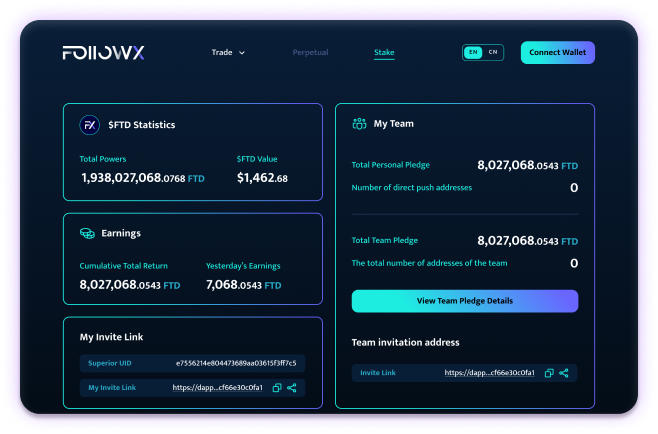 FOLLOWX
Trade
Perpetual
Stake
EN CN
Connect Wallet
FX
$FTD Statistics
Total Powers
$FTD Value
1,938,027,068.0768 FTD
$1,462.68
Earnings
Cumulative Total Return
Yesterday's Earnings
8,027,068.0543 FTD
7,068.0543 FTD
My Invite Link
Superior UID
e7556214e804473689aa03615f3ff7c5
My Invite Link
https://dapp...cf66e30c0fa1
My Team
Total Personal Pledge
8,027,068.0543 FTD
Number of direct push addresses
0
Total Team Pledge
8,027,068.0543 FTD
The total number of addresses of the team
0
View Team Pledge Details
Team invitation address
Invite Link
https://dapp...cf66e30c0fa1